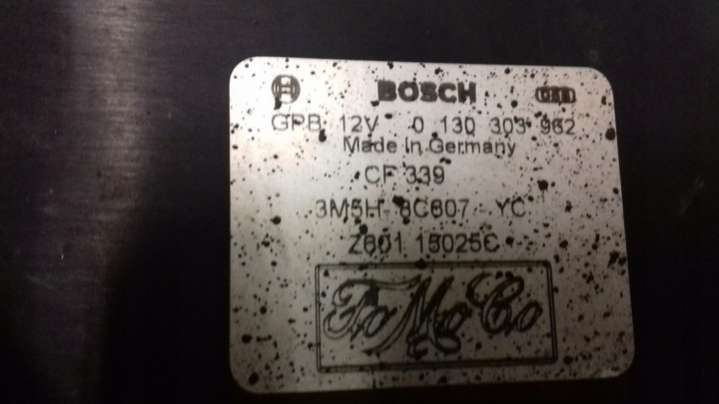 BOSCH
GPB 12V 0 130 303 962
Made in Germany
CF 339
3M5H-8C607-YC
Z601 15025C
FoMoCo